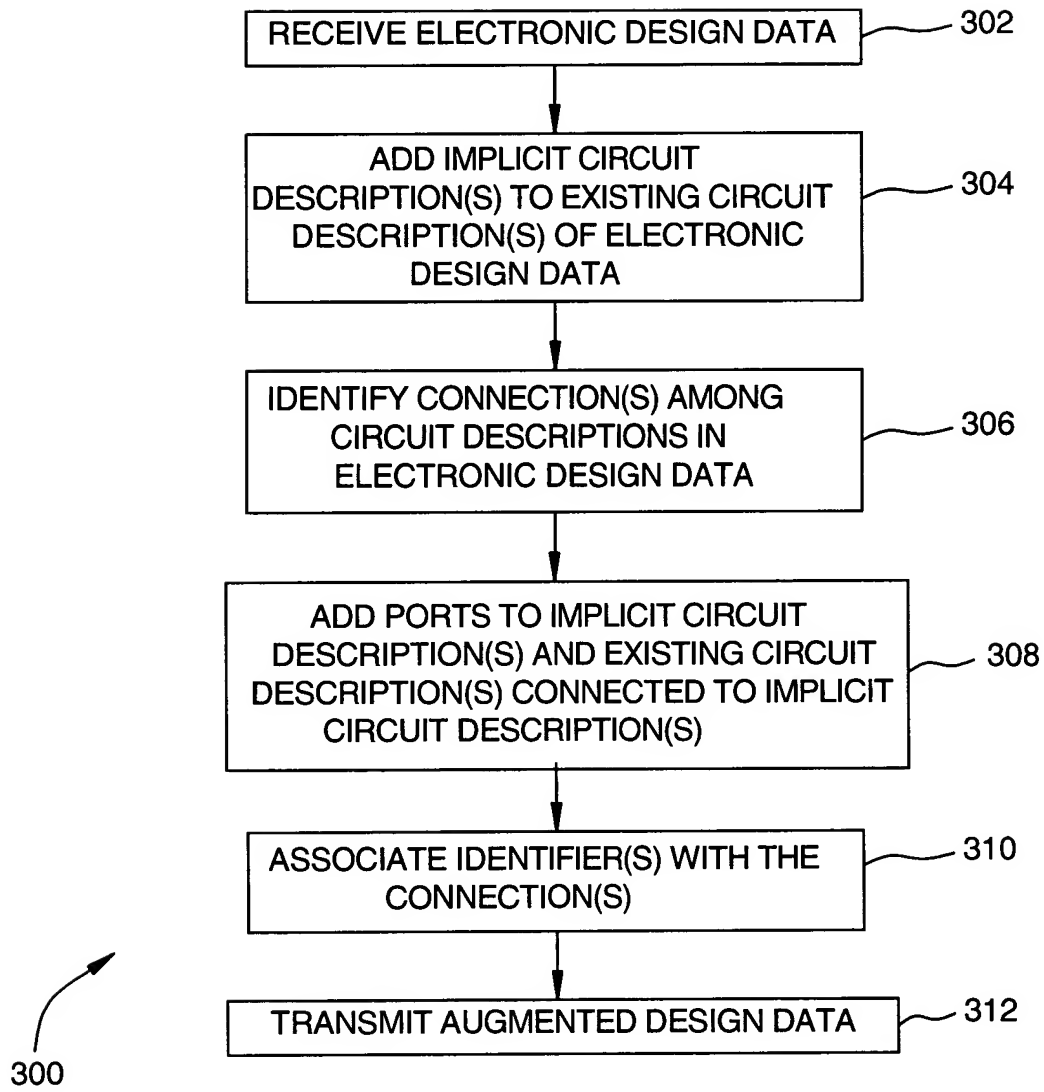 RECEIVE ELECTRONIC DESIGN DATA
302
ADD IMPLICIT CIRCUIT
DESCRIPTION(S) TO EXISTING CIRCUIT
DESCRIPTION(S) OF ELECTRONIC
DESIGN DATA
304
IDENTIFY CONNECTION(S) AMONG
CIRCUIT DESCRIPTIONS IN
ELECTRONIC DESIGN DATA
306
ADD PORTS TO IMPLICIT CIRCUIT
DESCRIPTION(S) AND EXISTING CIRCUIT
DESCRIPTION(S) CONNECTED TO IMPLICIT
CIRCUIT DESCRIPTION(S)
308
ASSOCIATE IDENTIFIER(S) WITH THE
CONNECTION(S)
310
TRANSMIT AUGMENTED DESIGN DATA
312
300